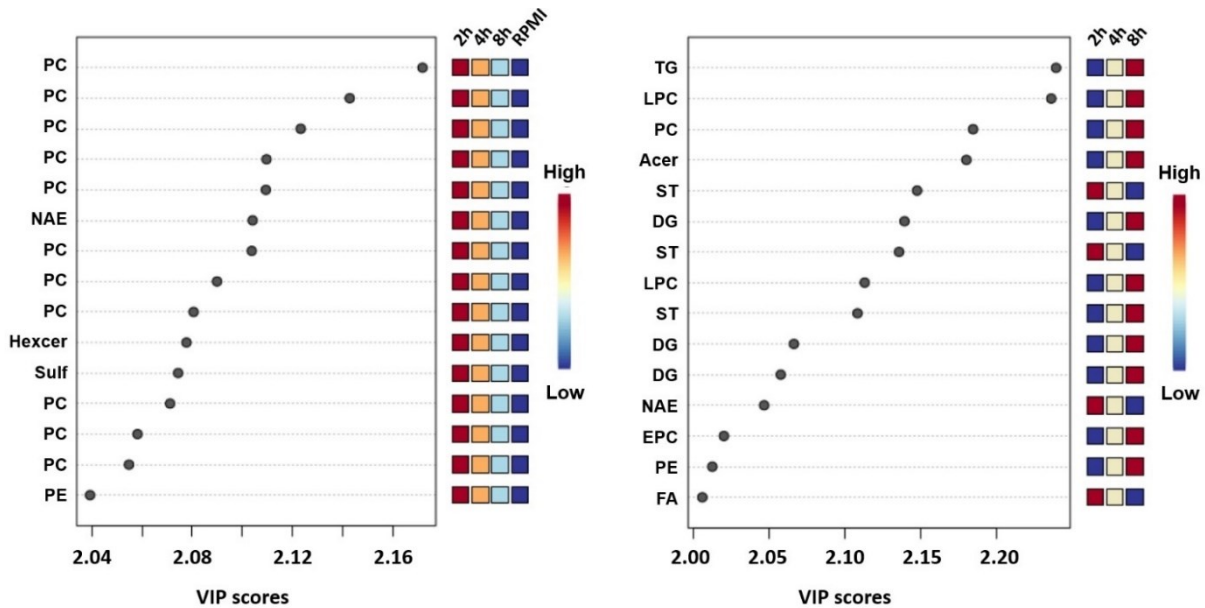 2h 4h 8h RPMI
PC
PC
PC
PC
PC
NAE
PC
PC
PC
Hexcer
Sulf
PC
PC
PC
PE
High
Low
2.04 2.08 2.12 2.16
VIP scores
2h 4h 8h
TG
LPC
PC
Acer
ST
DG
ST
LPC
ST
DG
DG
NAE
EPC
PE
FA
High
Low
2.00 2.05 2.10 2.15 2.20
VIP scores